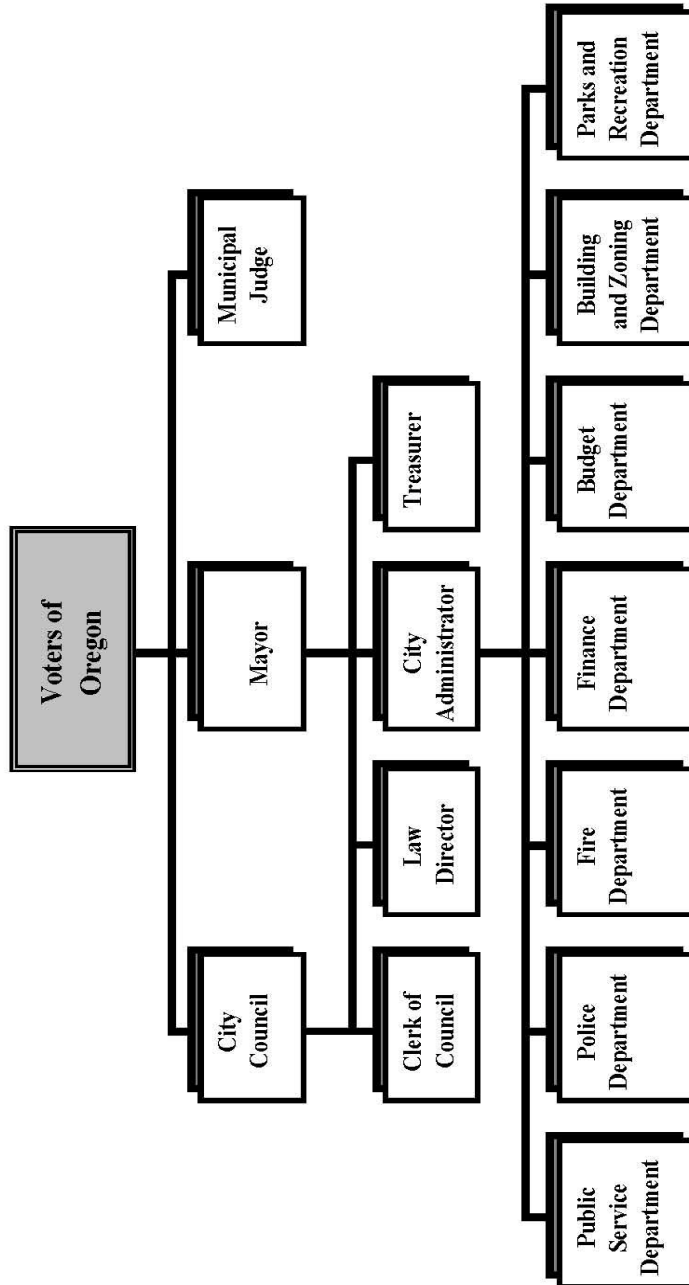 Voters of
Oregon
City
Council
Mayor
Municipal
Judge
Clerk of
Council
Law
Director
City
Administrator
Treasurer
Public
Service
Department
Police
Department
Fire
Department
Finance
Department
Budget
Department
Building
and Zoning
Department
Parks and
Recreation
Department